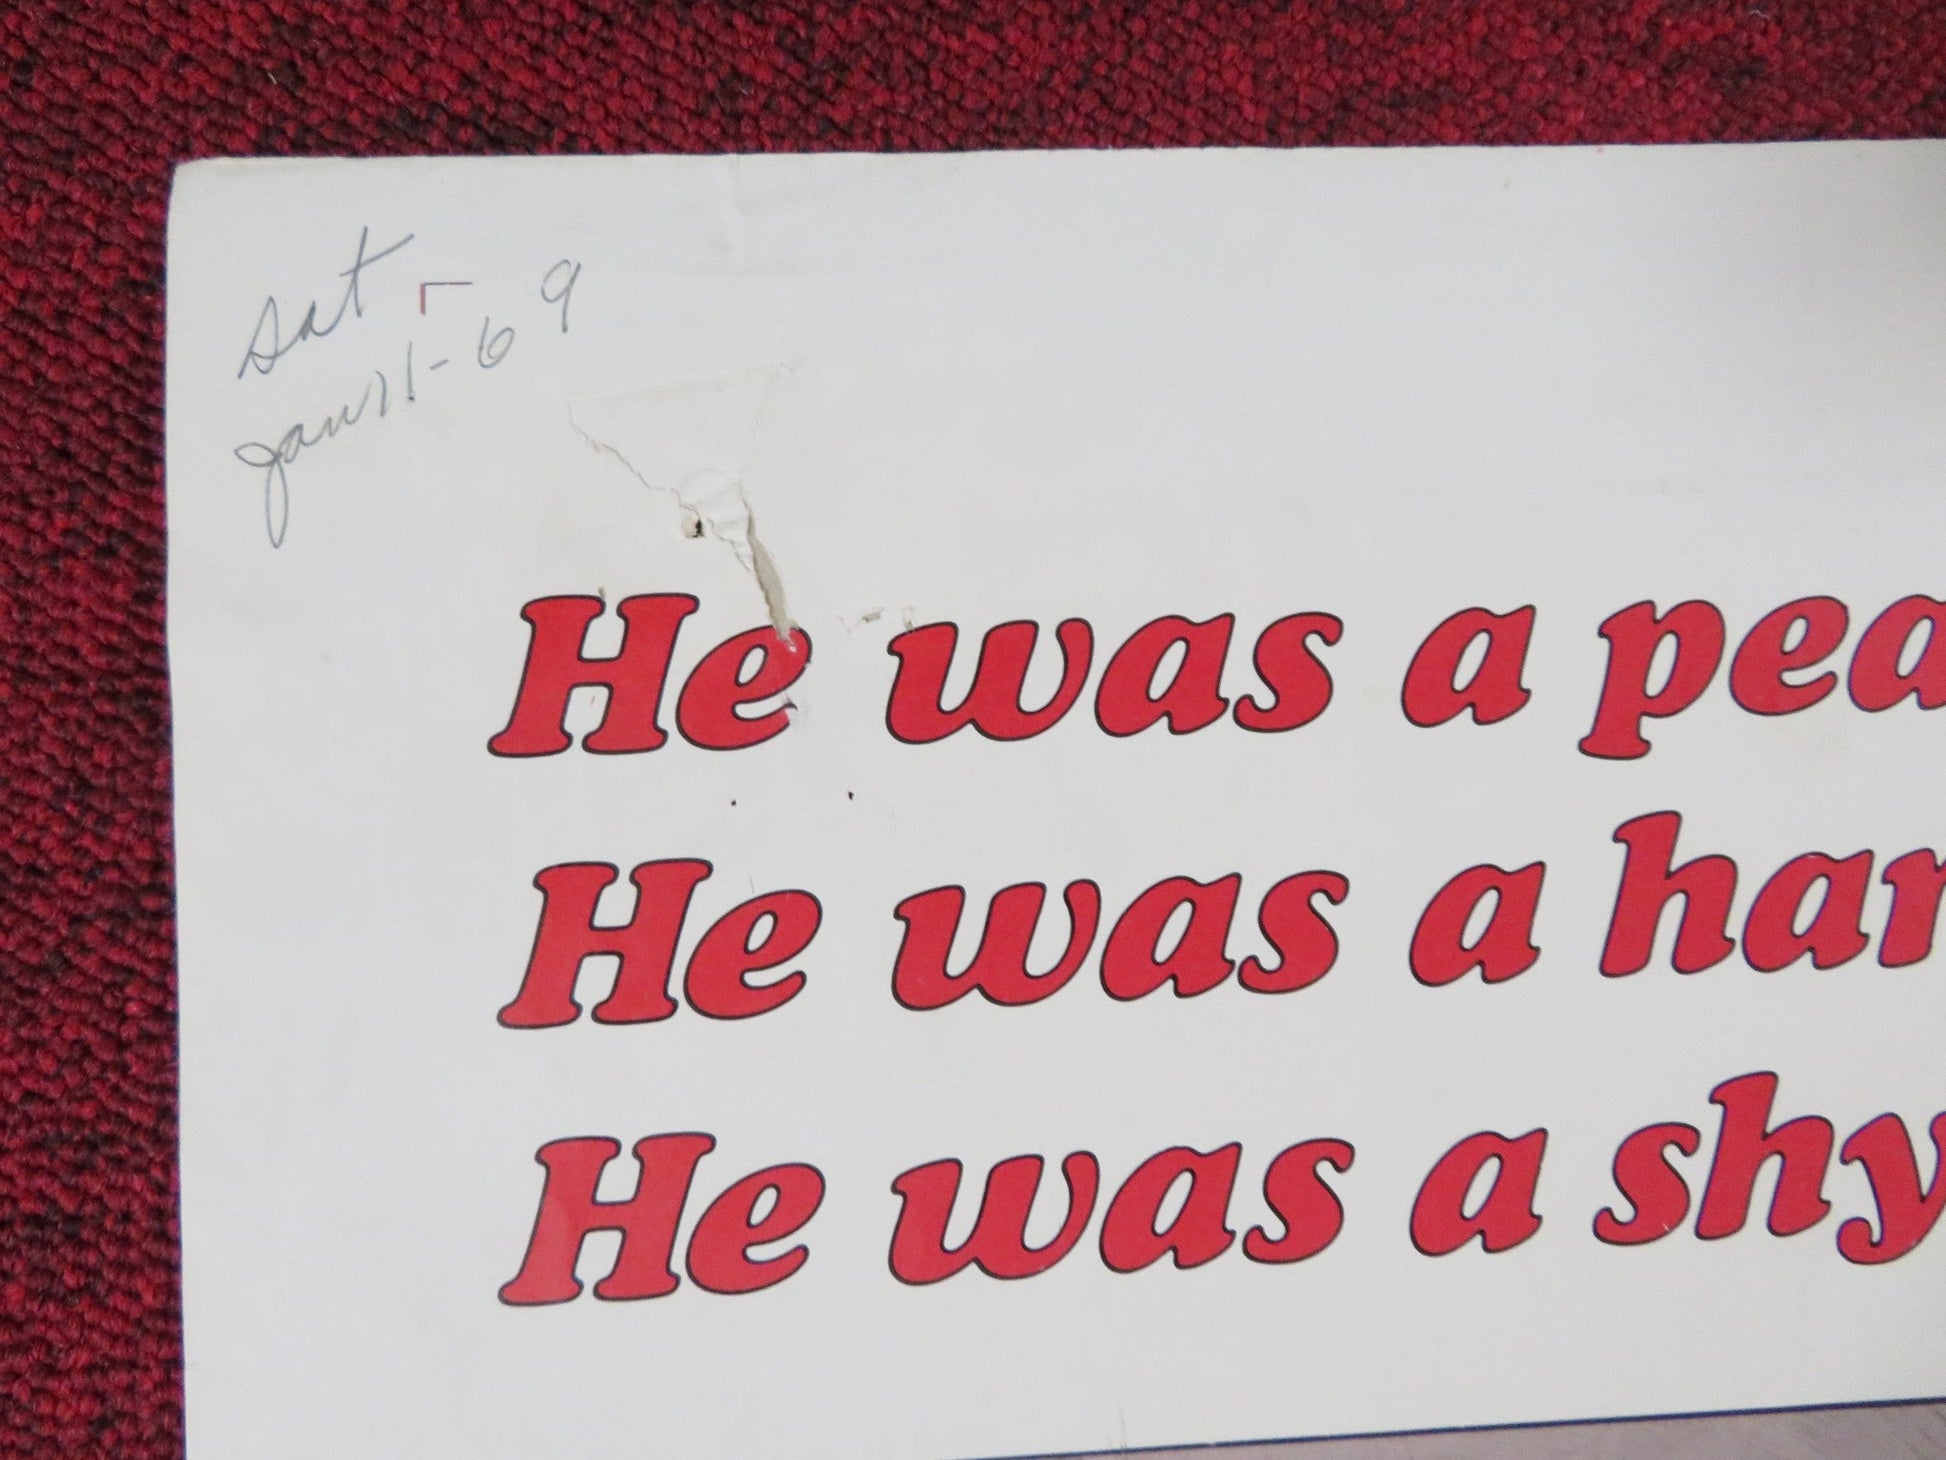 Sat
Jan 11-69
He was a pea
He was a har
He was a shy